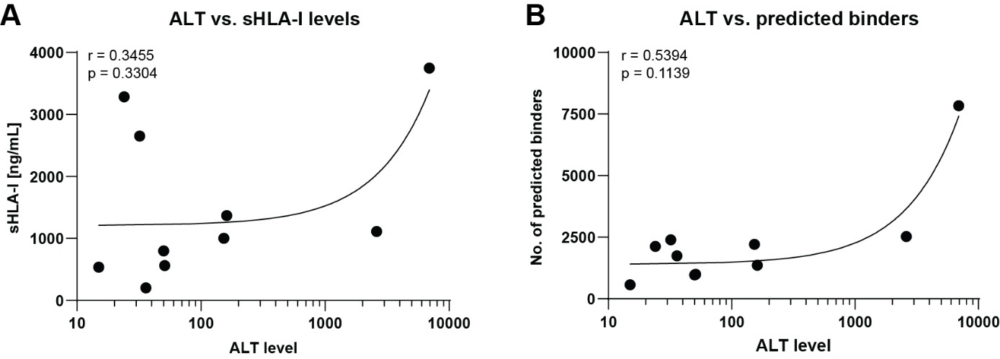 A
ALT vs. sHLA-I levels
r = 0.3455
p = 0.3304
sHLA-I [ng/mL]
4000
3000
2000
1000
0
10
100
1000
10000
ALT level
B
ALT vs. predicted binders
r = 0.5394
p = 0.1139
No. of predicted binders
10000
7500
5000
2500
0
10
100
1000
10000
ALT level